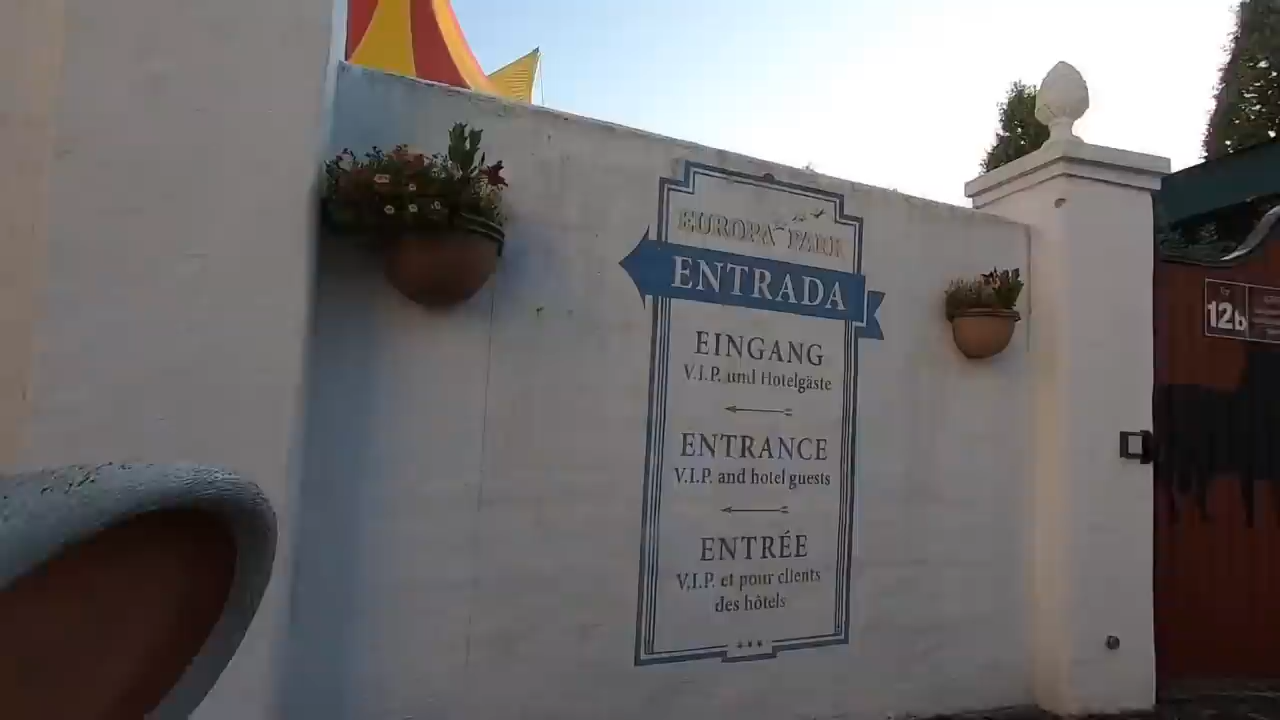 EUROPA PARK
ENTRADA
EINGANG
V.I.P. und Hotelgäste
ENTRANCE
V.I.P. and hotel guests
ENTRÉE
V.I.P. et pour clients
des hôtels
12b